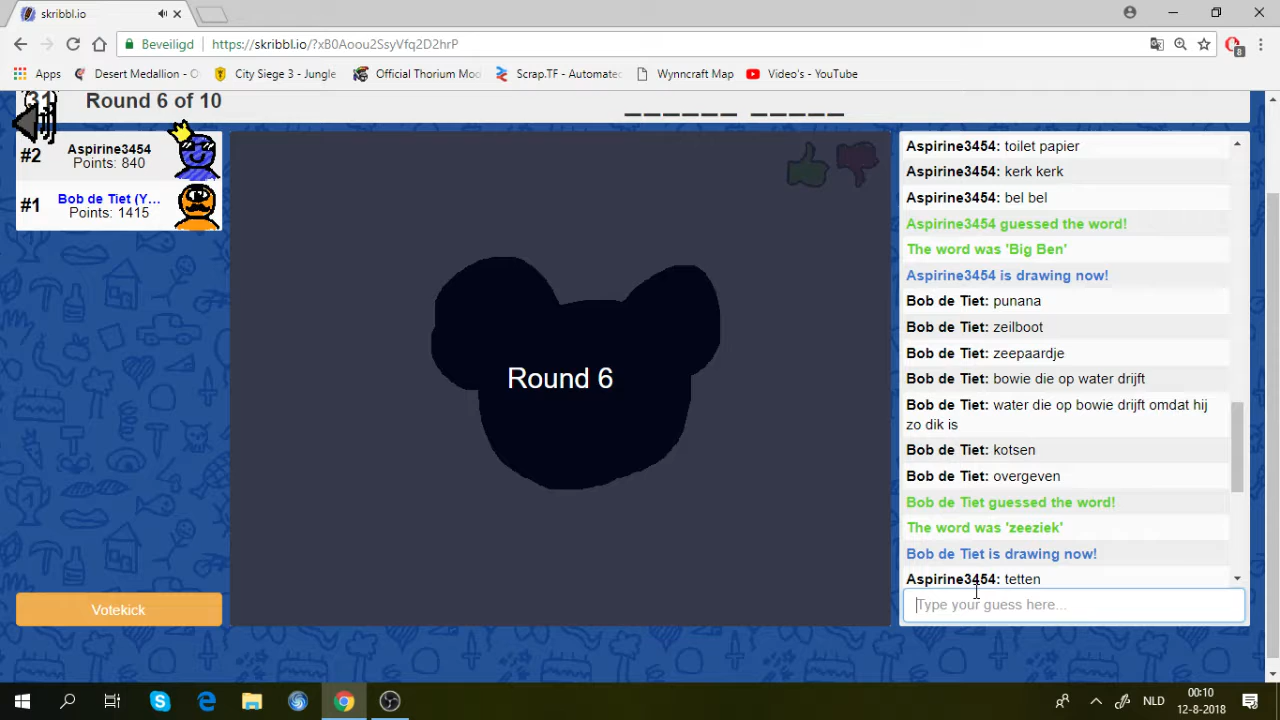 skribbl.io
Beveiligd https://skribbl.io/?xB0Aoou2SsyVfq2D2hrP
8
Apps Desert Medallion - O City Siege 3 - Jungle Official Thorium Mod Scrap.TF - Automated Wynncraft Map Video's - YouTube
31 Round 6 of 10 ______ _____
#2 Aspirine3454
Points: 840
#1 Bob de Tiet (Y...
Points: 1415
Round 6
Votekick
Aspirine3454: toilet papier
Aspirine3454: kerk kerk
Aspirine3454: bel bel
Aspirine3454 guessed the word!
The word was 'Big Ben'
Aspirine3454 is drawing now!
Bob de Tiet: punana
Bob de Tiet: zeilboot
Bob de Tiet: zeepaardje
Bob de Tiet: bowie die op water drijft
Bob de Tiet: water die op bowie drijft omdat hij
zo dik is
Bob de Tiet: kotsen
Bob de Tiet: overgeven
Bob de Tiet guessed the word!
The word was 'zeeziek'
Bob de Tiet is drawing now!
Aspirine3454: tetten
Type your guess here...
NLD
00:10
12-8-2018